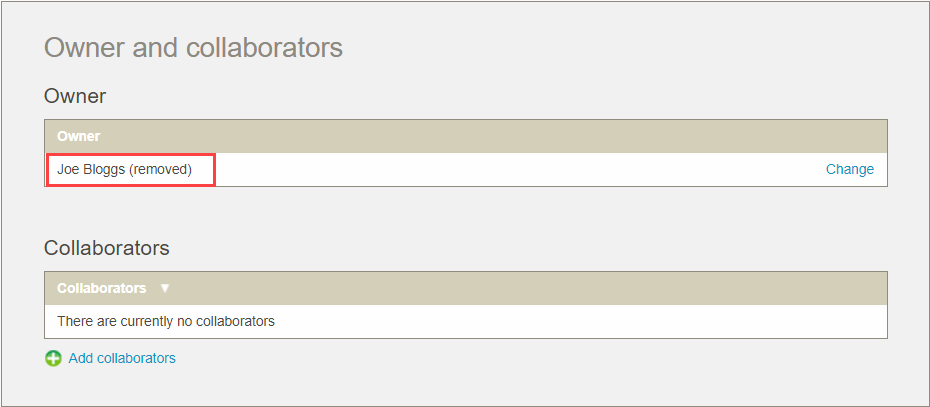 Owner and collaborators
Owner
Owner
Joe Bloggs (removed) Change
Collaborators
Collaborators ▼
There are currently no collaborators
Add collaborators